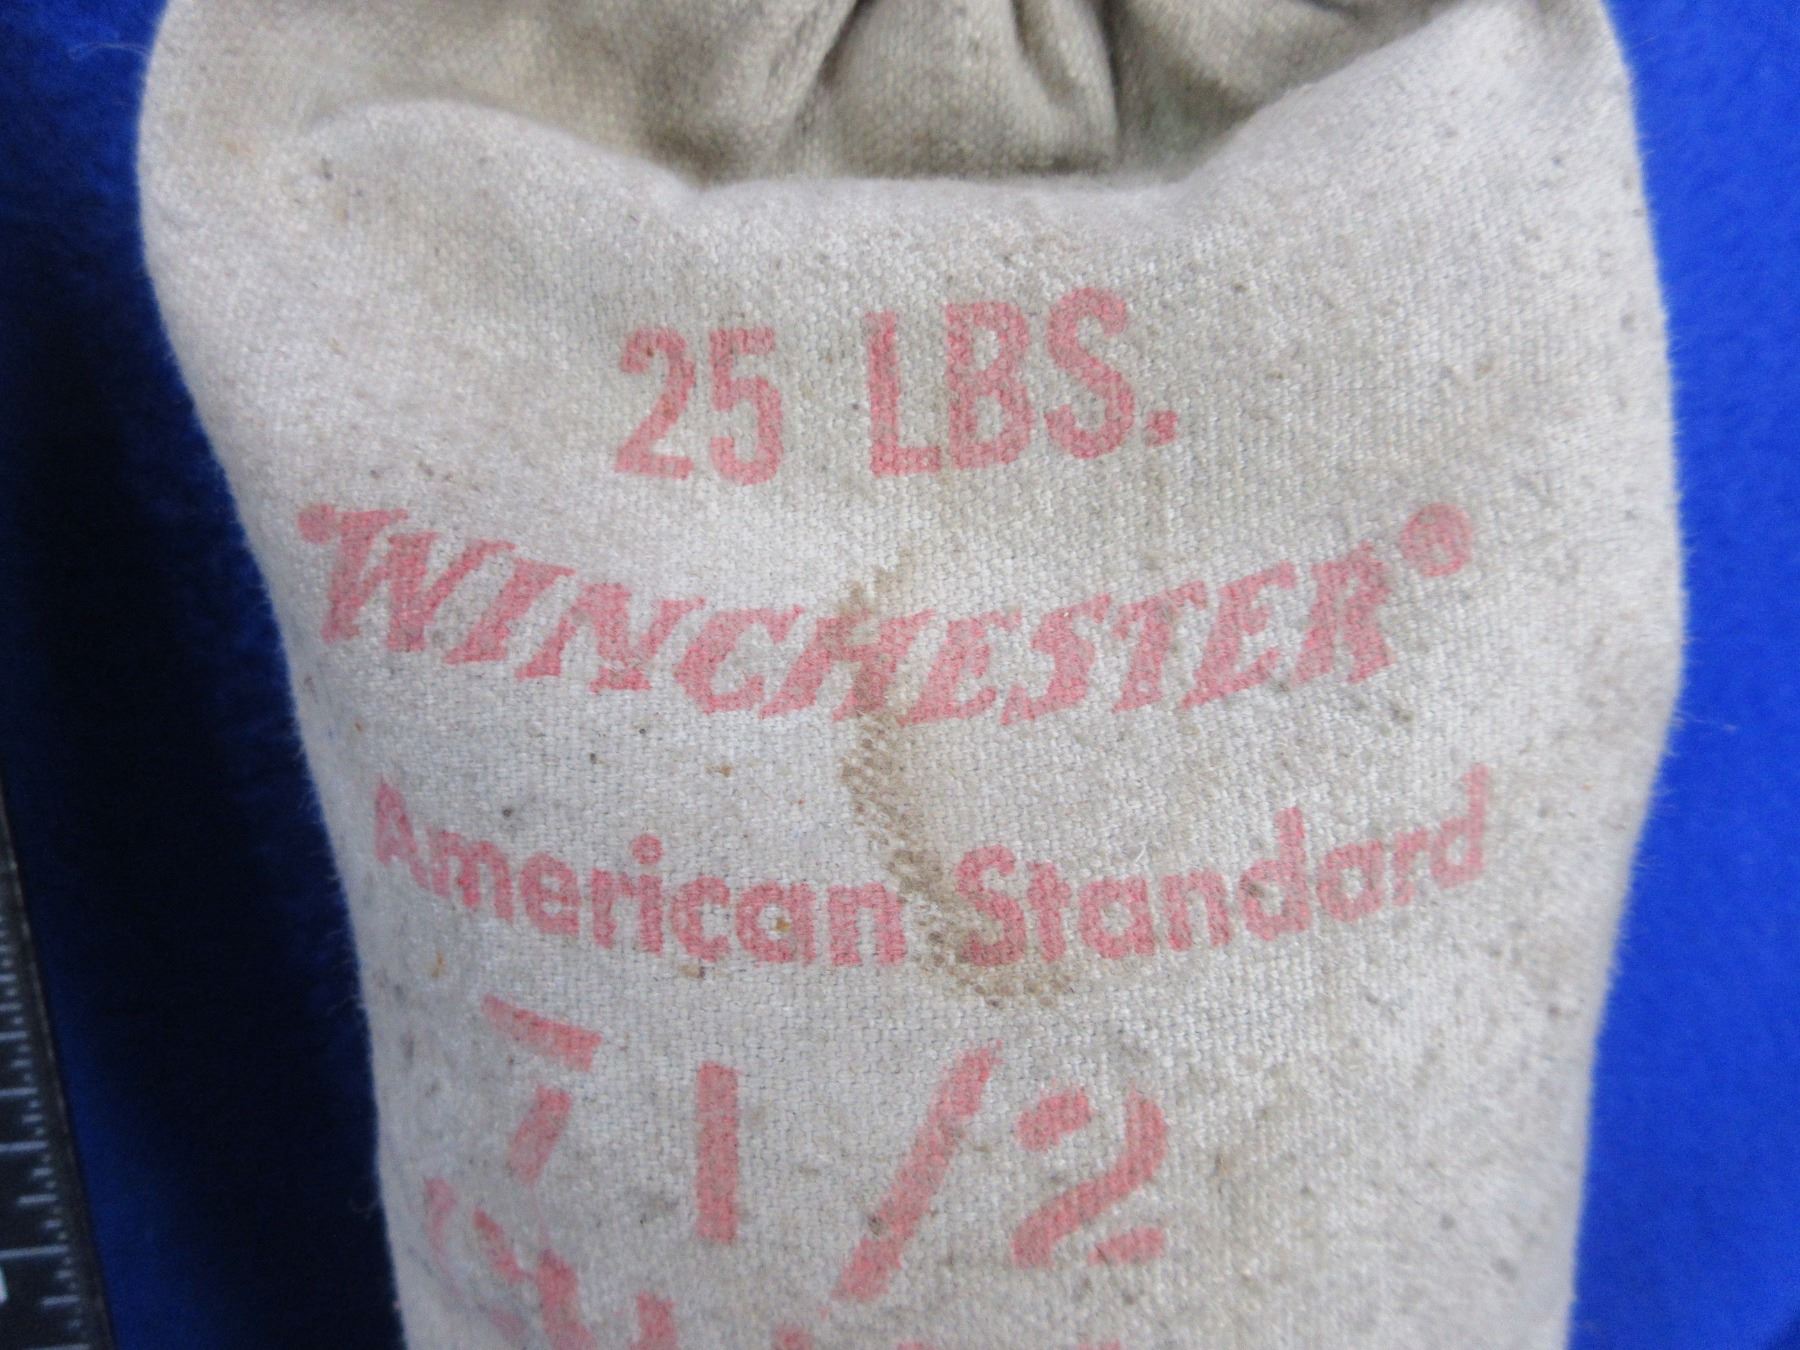 25 LBS.
WINCHESTER®
American Standard
7 1/2